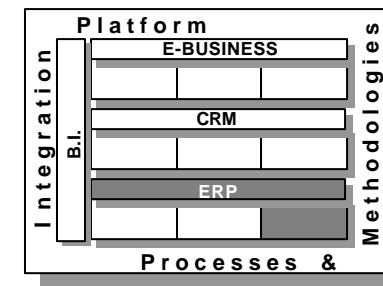 Platform
Integration
B.I.
E-BUSINESS
CRM
ERP
Methodologies
Processes &